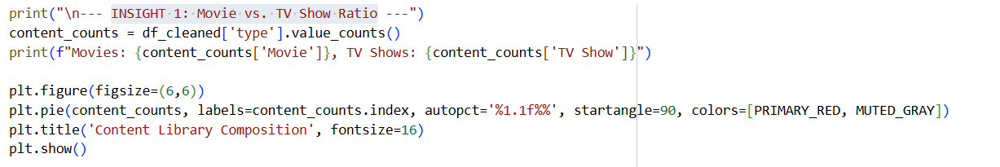 print("\n--- INSIGHT 1: Movie vs. TV Show Ratio ---")
content_counts = df_cleaned['type'].value_counts()
print(f"Movies: {content_counts['Movie']}, TV Shows: {content_counts['TV Show']}")
plt.figure(figsize=(6,6))
plt.pie(content_counts, labels=content_counts.index, autopct='%1.1f%%', startangle=90, colors=[PRIMARY_RED, MUTED_GRAY])
plt.title('Content Library Composition', fontsize=16)
plt.show()